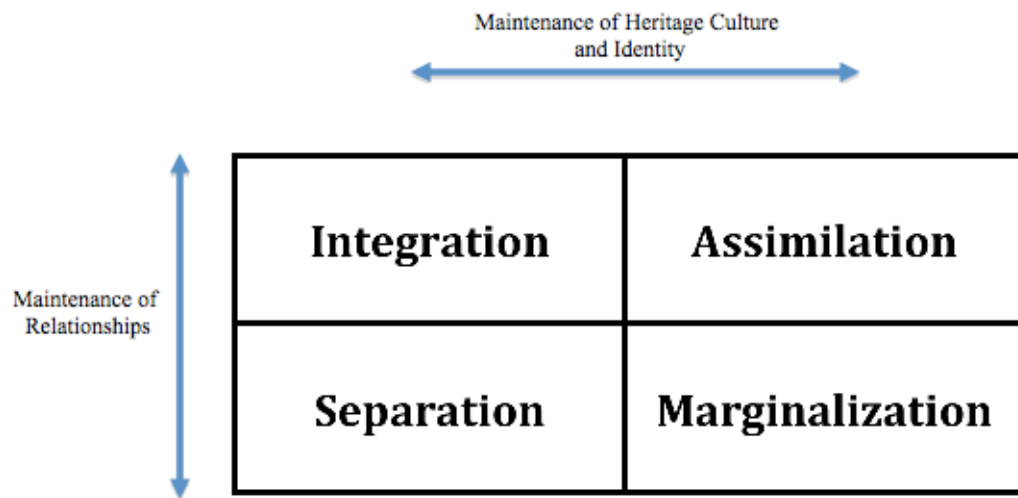 Maintenance of Heritage Culture
and Identity
Integration
Assimilation
Maintenance of
Relationships
Separation
Marginalization